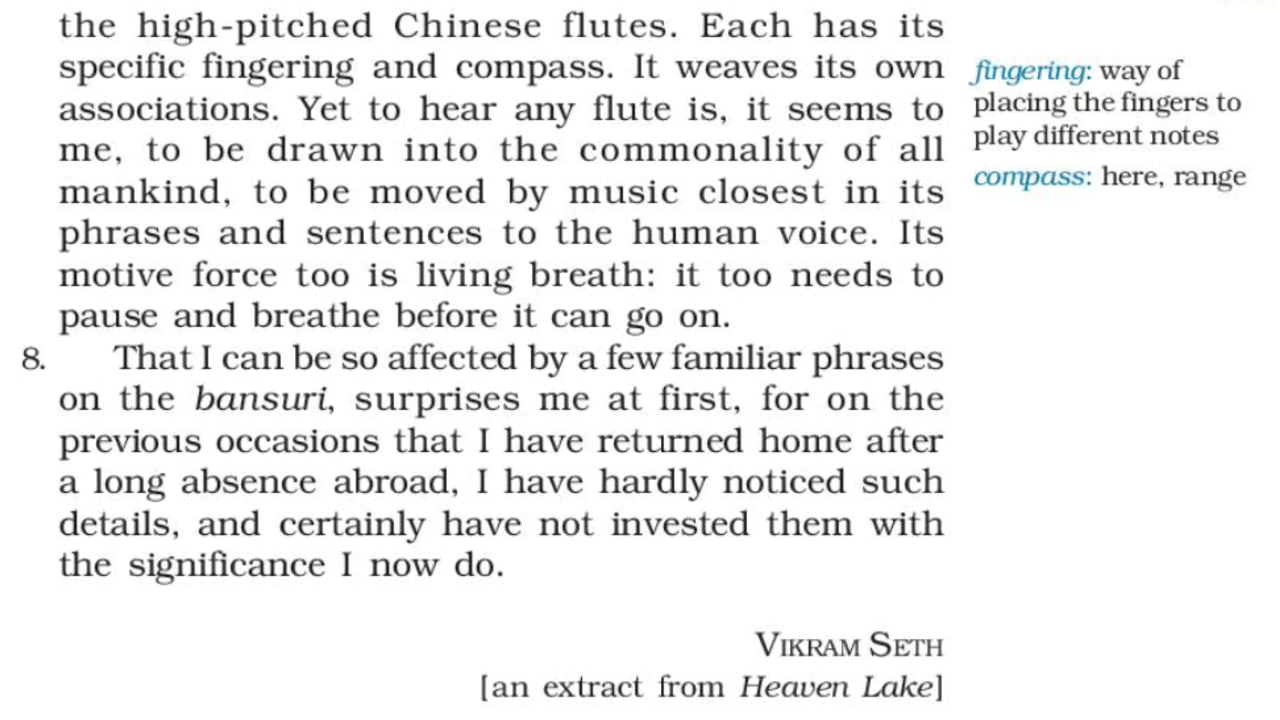 the high-pitched Chinese flutes. Each has its
specific fingering and compass. It weaves its own
associations. Yet to hear any flute is, it seems to
me, to be drawn into the commonality of all
mankind, to be moved by music closest in its
phrases and sentences to the human voice. Its
motive force too is living breath: it too needs to
pause and breathe before it can go on.
8. That I can be so affected by a few familiar phrases
on the bansuri, surprises me at first, for on the
previous occasions that I have returned home after
a long absence abroad, I have hardly noticed such
details, and certainly have not invested them with
the significance I now do.
VIKRAM SETH
[an extract from Heaven Lake]
fingering: way of
placing the fingers to
play different notes
compass: here, range